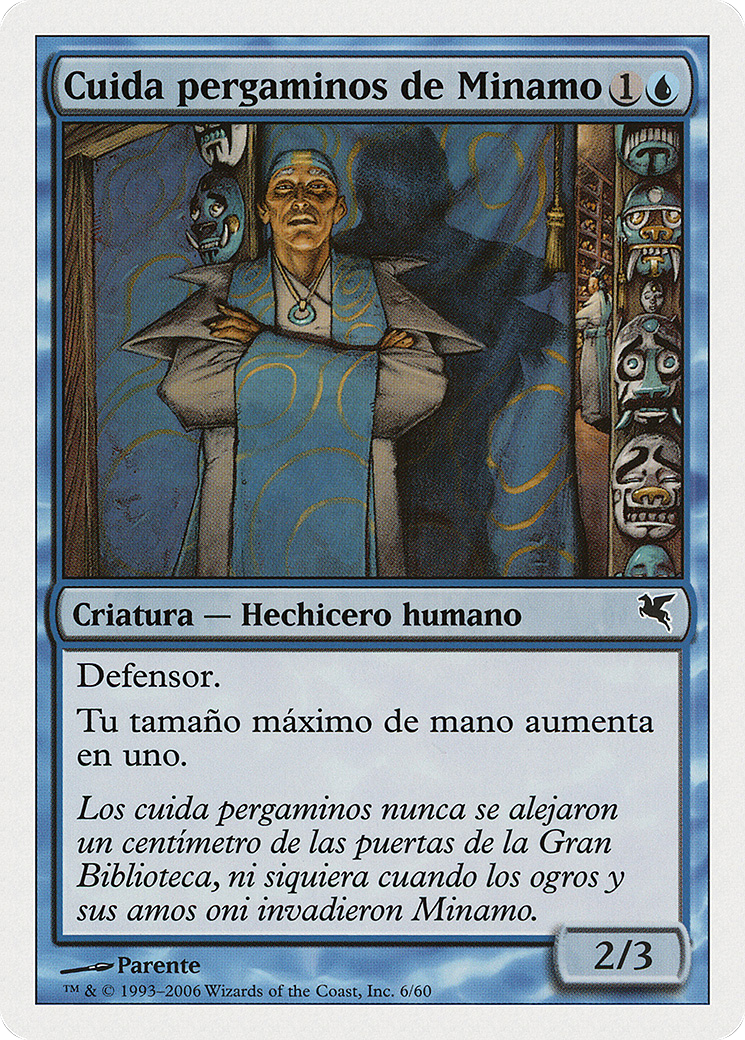 Cuida pergaminos de Minamo 1
Criatura — Hechicero humano
Defensor.
Tu tamaño máximo de mano aumenta
en uno.
Los cuida pergaminos nunca se alejaron
un centímetro de las puertas de la Gran
Biblioteca, ni siquiera cuando los ogros y
sus amos oni invadieron Minamo.
2/3
Parente
™ & © 1993–2006 Wizards of the Coast, Inc. 6/60